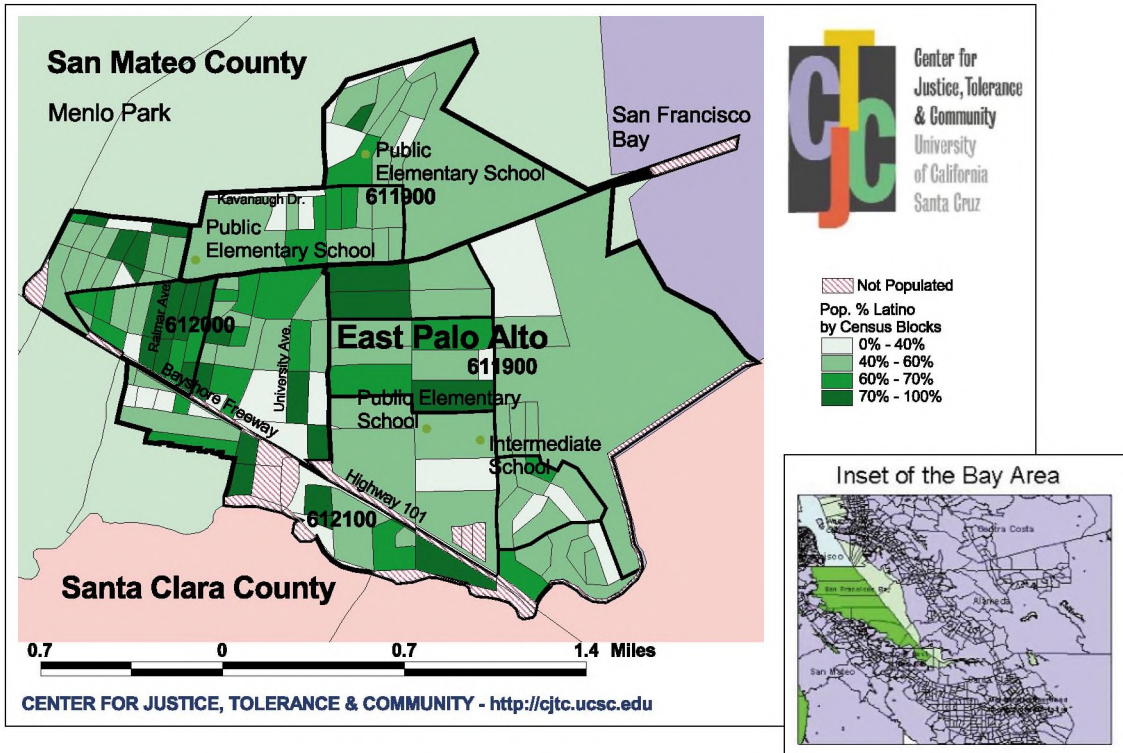 San Mateo County
Menlo Park
San Francisco
Bay
Public
Elementary School
611900
Kavanaugh Dr.
Public
Elementary School
Ralmar Ave.
612000
University Ave.
East Palo Alto
611900
Bayshore Freeway
Public Elementary
School
Intermediate
School
Highway 101
612100
Santa Clara County
0.7
0
0.7
1.4 Miles
CENTER FOR JUSTICE, TOLERANCE & COMMUNITY - http://cjtc.ucsc.edu
CTJC
Center for
Justice, Tolerance
& Community
University
of California
Santa Cruz
Not Populated
Pop. % Latino
by Census Blocks
0% - 40%
40% - 60%
60% - 70%
70% - 100%
Inset of the Bay Area
Contra Costa
San Francisco Bay
Alameda
San Mateo